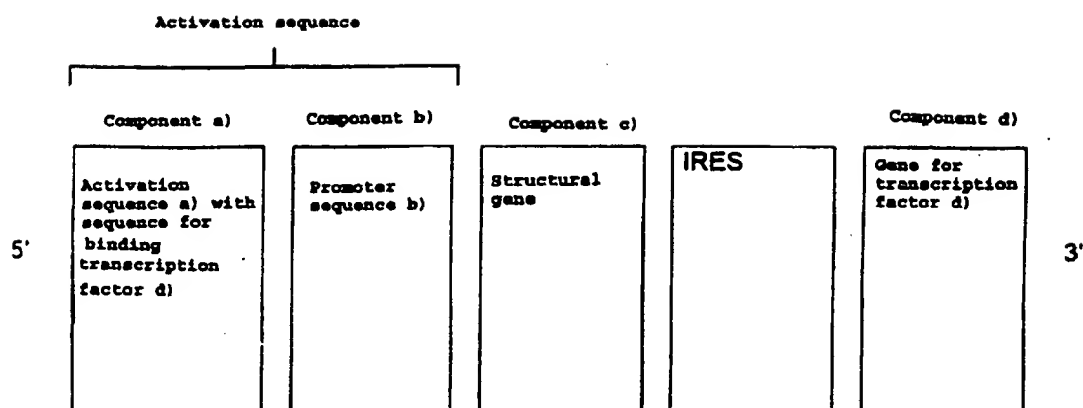 Activation sequence
Component a)
Component b)
Component c)
Component d)
Activation
sequence a) with
sequence for
binding
transcription
factor d)
Promoter
sequence b)
Structural
gene
IRES
Gene for
transcription
factor d)
5'
3'